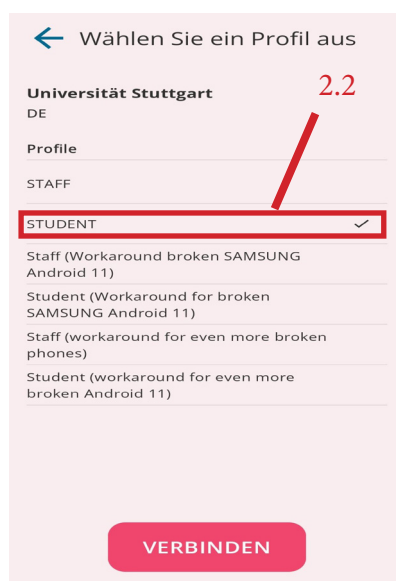 Wählen Sie ein Profil aus
Universität Stuttgart
2.2
DE
Profile
STAFF
STUDENT
Staff (Workaround broken SAMSUNG
Android 11)
Student (Workaround for broken
SAMSUNG Android 11)
Staff (workaround for even more broken
phones)
Student (workaround for even more
broken Android 11)
VERBINDEN